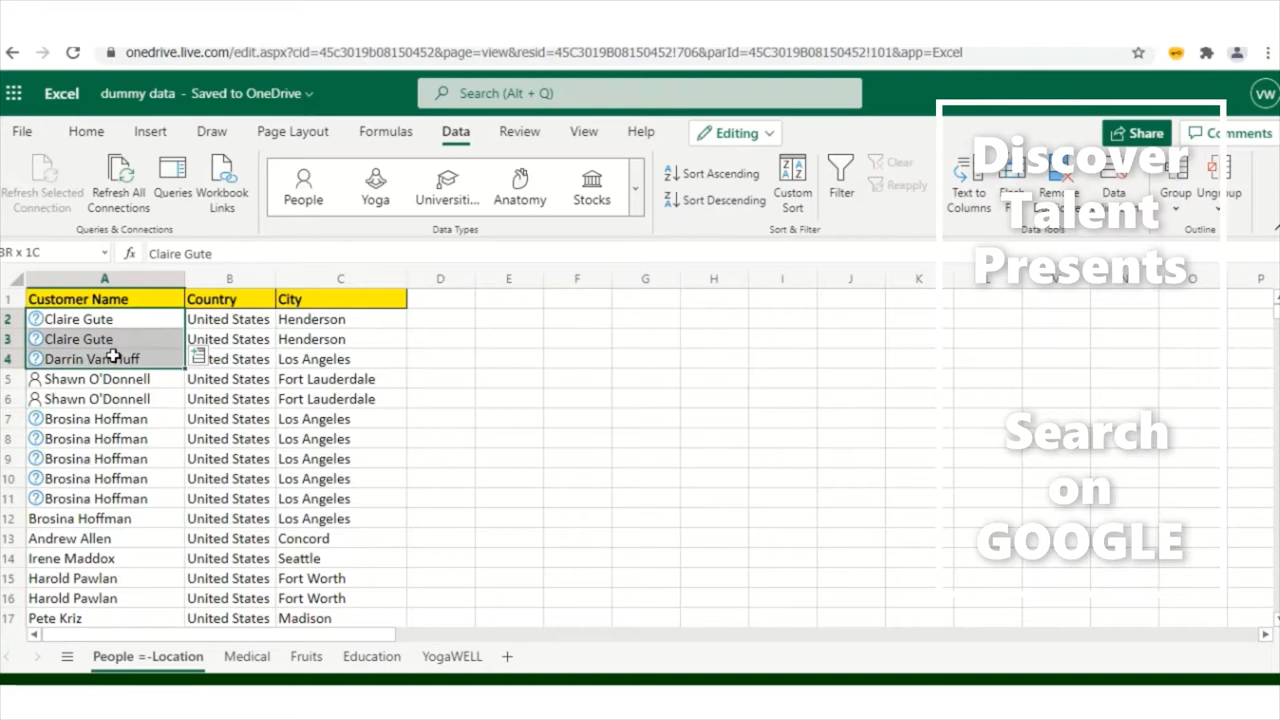 onedrive.live.com/edit.aspx?cid=45c3019b08150452&page=view&resid=45C3019B08150452!706&parId=45C3019B08150452!101&app=Excel
Excel dummy data - Saved to OneDrive Search (Alt + Q) VW
File Home Insert Draw Page Layout Formulas Data Review View Help Editing Share Comments
Refresh Selected Connection
Refresh All Connections
Queries
Workbook Links
Queries & Connections
People Yoga Universiti... Anatomy Stocks
Data Types
Sort Ascending
Sort Descending
Custom Sort
Filter
Clear
Reapply
Sort & Filter
Text to Columns
Data
Data Tools
Group Ungroup
Outline
Discover
Talent
Presents
3R x 1C fx Claire Gute
A B C D E F G H I J K L M N O P
1 Customer Name Country City
2 Claire Gute United States Henderson
3 Claire Gute United States Henderson
4 Darrin Van Huff ted States Los Angeles
5 Shawn O'Donnell United States Fort Lauderdale
6 Shawn O'Donnell United States Fort Lauderdale
7 Brosina Hoffman United States Los Angeles
8 Brosina Hoffman United States Los Angeles
9 Brosina Hoffman United States Los Angeles
10 Brosina Hoffman United States Los Angeles
11 Brosina Hoffman United States Los Angeles
12 Brosina Hoffman United States Los Angeles
13 Andrew Allen United States Concord
14 Irene Maddox United States Seattle
15 Harold Pawlan United States Fort Worth
16 Harold Pawlan United States Fort Worth
17 Pete Kriz United States Madison
Search
on
GOOGLE
People =-Location Medical Fruits Education YogaWELL